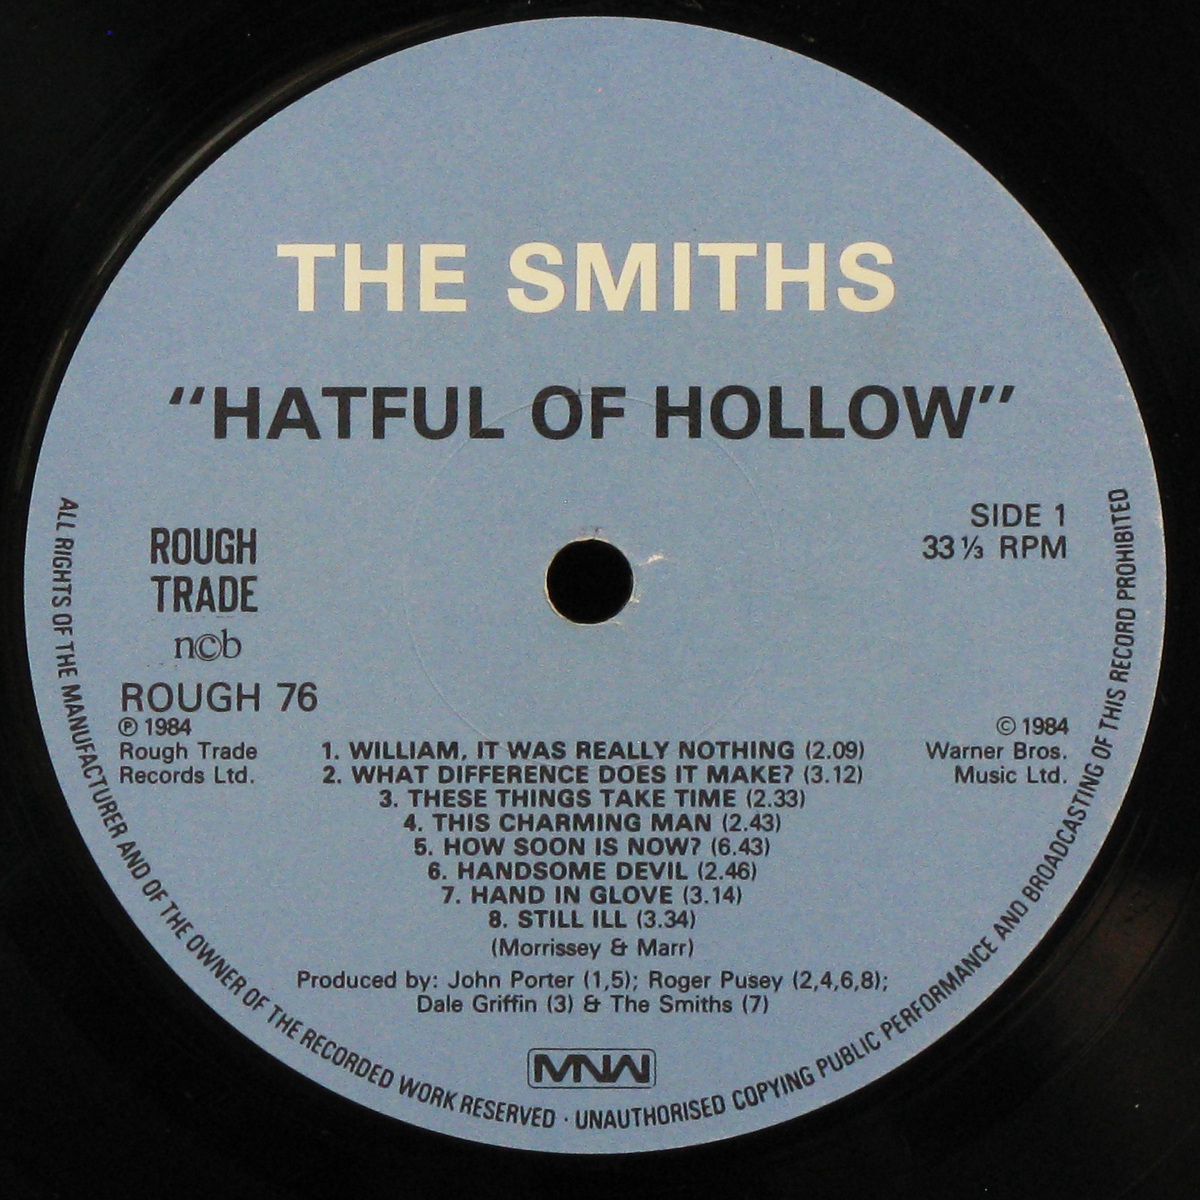 THE SMITHS
“HATFUL OF HOLLOW”
ROUGH
TRADE
n©b
ROUGH 76
℗ 1984
Rough Trade
Records Ltd.
SIDE 1
33⅓ RPM
© 1984
Warner Bros.
Music Ltd.
1. WILLIAM, IT WAS REALLY NOTHING (2.09)
2. WHAT DIFFERENCE DOES IT MAKE? (3.12)
3. THESE THINGS TAKE TIME (2.33)
4. THIS CHARMING MAN (2.43)
5. HOW SOON IS NOW? (6.43)
6. HANDSOME DEVIL (2.46)
7. HAND IN GLOVE (3.14)
8. STILL ILL (3.34)
(Morrissey & Marr)
Produced by: John Porter (1,5); Roger Pusey (2,4,6,8);
Dale Griffin (3) & The Smiths (7)
MNW
ALL RIGHTS OF THE MANUFACTURER AND OF THE OWNER OF THE RECORDED WORK RESERVED · UNAUTHORISED COPYING PUBLIC PERFORMANCE AND BROADCASTING OF THIS RECORD PROHIBITED